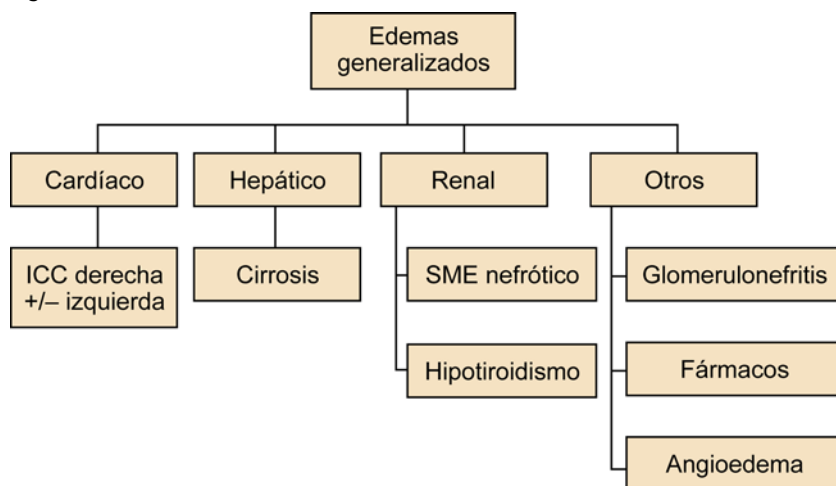 Edemas
generalizados
Cardíaco
Hepático
Renal
Otros
ICC derecha
+/– izquierda
Cirrosis
SME nefrótico
Glomerulonefritis
Hipotiroidismo
Fármacos
Angioedema